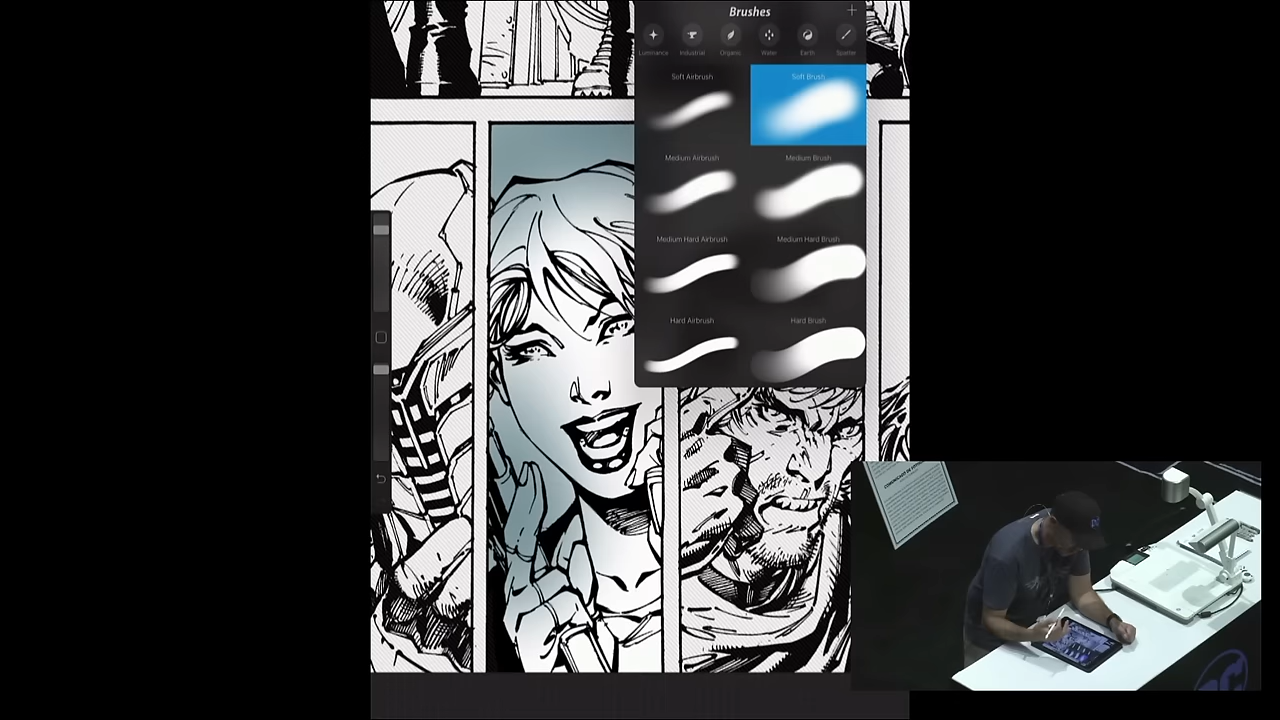 Brushes
Luminance
Industrial
Organic
Water
Earth
Spatter
Soft Airbrush
Soft Brush
Medium Airbrush
Medium Brush
Medium Hard Airbrush
Medium Hard Brush
Hard Airbrush
Hard Brush